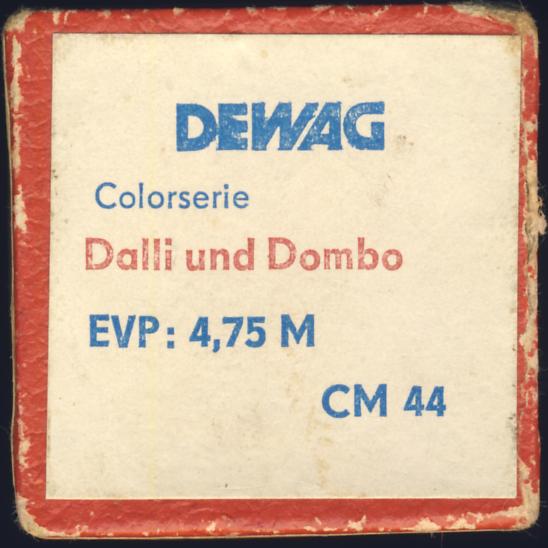 DEWAG
Colorserie
Dalli und Dombo
EVP: 4,75 M
CM 44